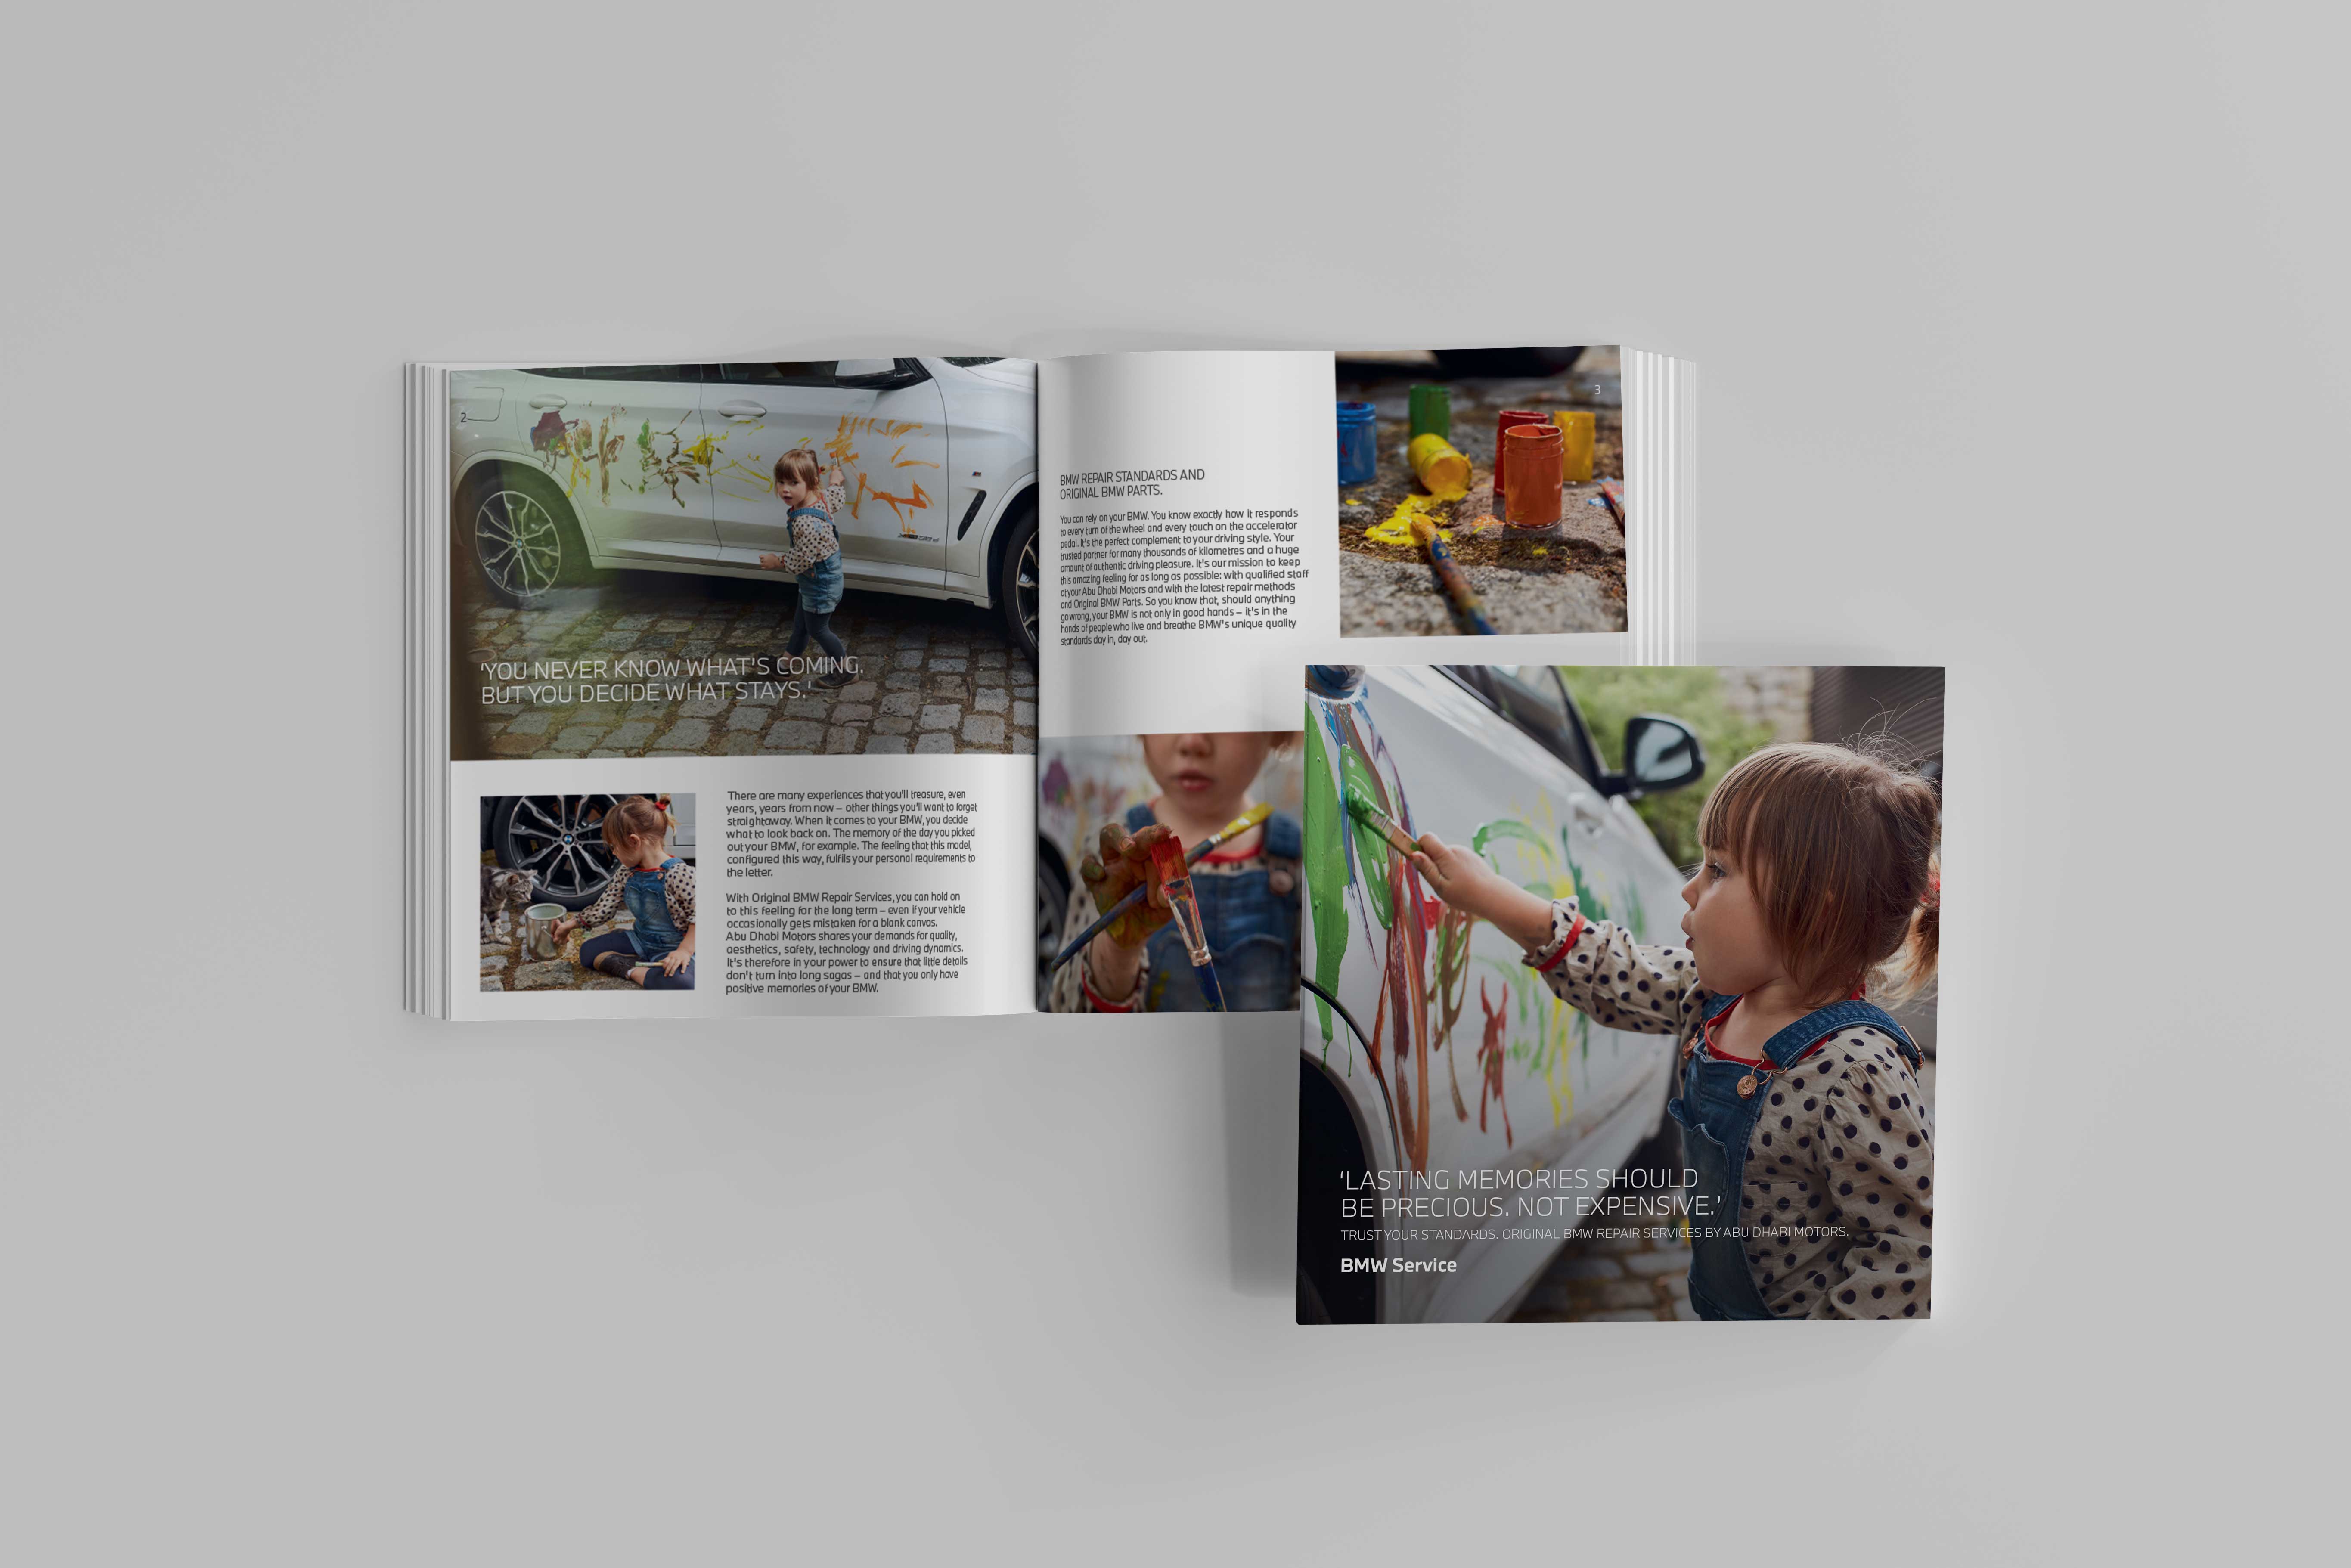 2
'YOU NEVER KNOW WHAT'S COMING.
BUT YOU DECIDE WHAT STAYS.'
There are many experiences that you'll treasure, even
years, years from now – other things you'll want to forget
straightaway. When it comes to your BMW, you decide
what to look back on. The memory of the day you picked
out your BMW, for example. The feeling that this model,
configured this way, fulfils your personal requirements to
the letter.
With Original BMW Repair Services, you can hold on
to this feeling for the long term – even if your vehicle
occasionally gets mistaken for a blank canvas.
Abu Dhabi Motors shares your demands for quality,
aesthetics, safety, technology and driving dynamics.
It's therefore in your power to ensure that little details
don't turn into long sagas – and that you only have
positive memories of your BMW.
3
BMW REPAIR STANDARDS AND
ORIGINAL BMW PARTS.
You can rely on your BMW. You know exactly how it responds
to every turn of the wheel and every touch on the accelerator
pedal. It's the perfect complement to your driving style. Your
trusted partner for many thousands of kilometres and a huge
amount of authentic driving pleasure. It's our mission to keep
this amazing feeling for as long as possible: with qualified staff
at your Abu Dhabi Motors and with the latest repair methods
and Original BMW Parts. So you know that, should anything
go wrong, your BMW is not only in good hands – it's in the
hands of people who live and breathe BMW's unique quality
standards day in, day out.
'LASTING MEMORIES SHOULD
BE PRECIOUS. NOT EXPENSIVE.'
TRUST YOUR STANDARDS. ORIGINAL BMW REPAIR SERVICES BY ABU DHABI MOTORS.
BMW Service